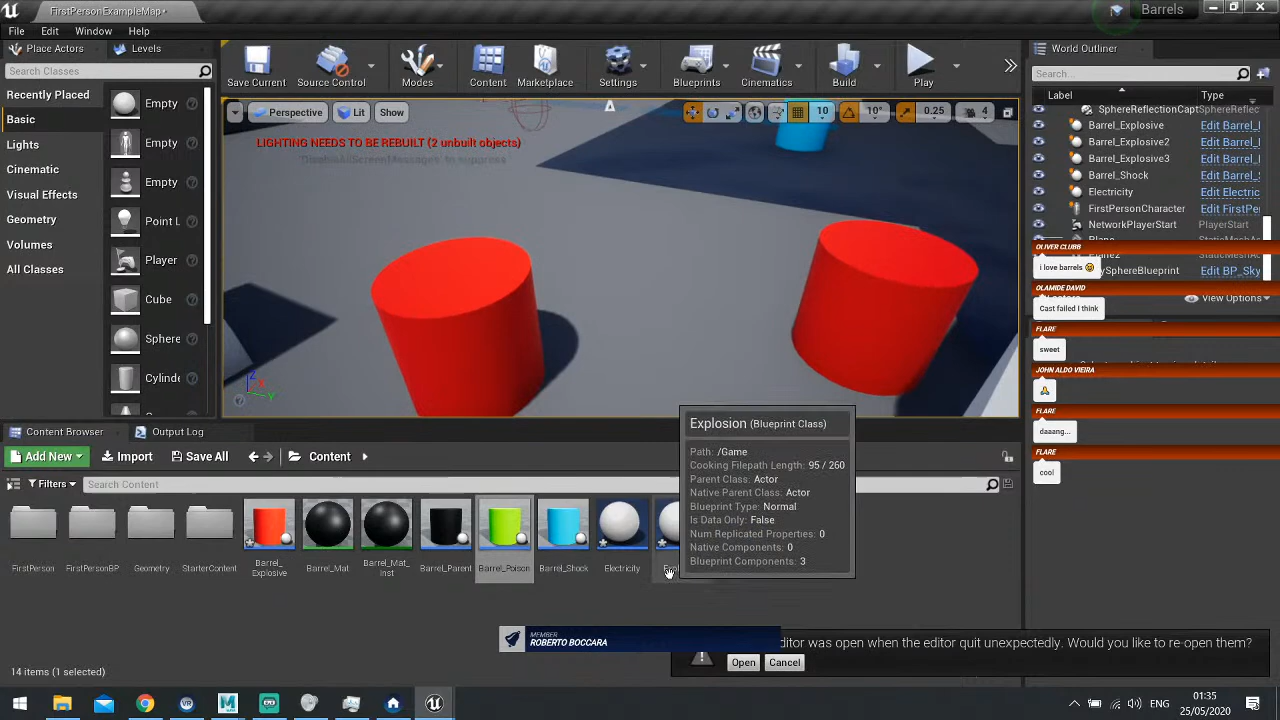 FirstPersonExampleMap•
Barrels
File Edit Window Help
Place Actors Levels
Search Classes
Recently Placed
Basic
Lights
Cinematic
Visual Effects
Geometry
Volumes
All Classes
Empty
Empty
Empty
Point L
Player
Cube
Sphere
Cylinde
Save Current Source Control Modes Content Marketplace Settings Blueprints Cinematics Build Play
Perspective Lit Show
10 10° 0.25 4
LIGHTING NEEDS TO BE REBUILT (2 unbuilt objects)
'DisableAllScreenMessages' to suppress
World Outliner
Search...
Label Type
SphereReflectionCapt SphereReflec
Barrel_Explosive Edit Barrel_
Barrel_Explosive2 Edit Barrel_
Barrel_Explosive3 Edit Barrel_
Barrel_Shock Edit Barrel_
Electricity Edit Electric
FirstPersonCharacter Edit FirstPe
NetworkPlayerStart PlayerStart
ySphereBlueprint Edit BP_Sky
View Options
OLIVER CLUBB
i love barrels 😄
OLAMIDE DAVID
Cast failed I think
FLARE
sweet
JOHN ALDO VIEIRA
🙏
FLARE
daaang...
FLARE
cool
Content Browser Output Log
Add New Import Save All Content
Filters Search Content
FirstPerson FirstPersonBP Geometry StarterContent Barrel_
Explosive Barrel_Mat Barrel_Mat_
Inst Barrel_Parent Barrel_Poison Barrel_Shock Electricity Expl
Explosion (Blueprint Class)
Path: /Game
Cooking Filepath Length: 95 / 260
Parent Class: Actor
Native Parent Class: Actor
Blueprint Type: Normal
Is Data Only: False
Num Replicated Properties: 0
Native Components: 0
Blueprint Components: 3
MEMBER
ROBERTO BOCCARA
ditor was open when the editor quit unexpectedly. Would you like to re-open them?
Open Cancel
14 items (1 selected)
ENG
01:35
25/05/2020